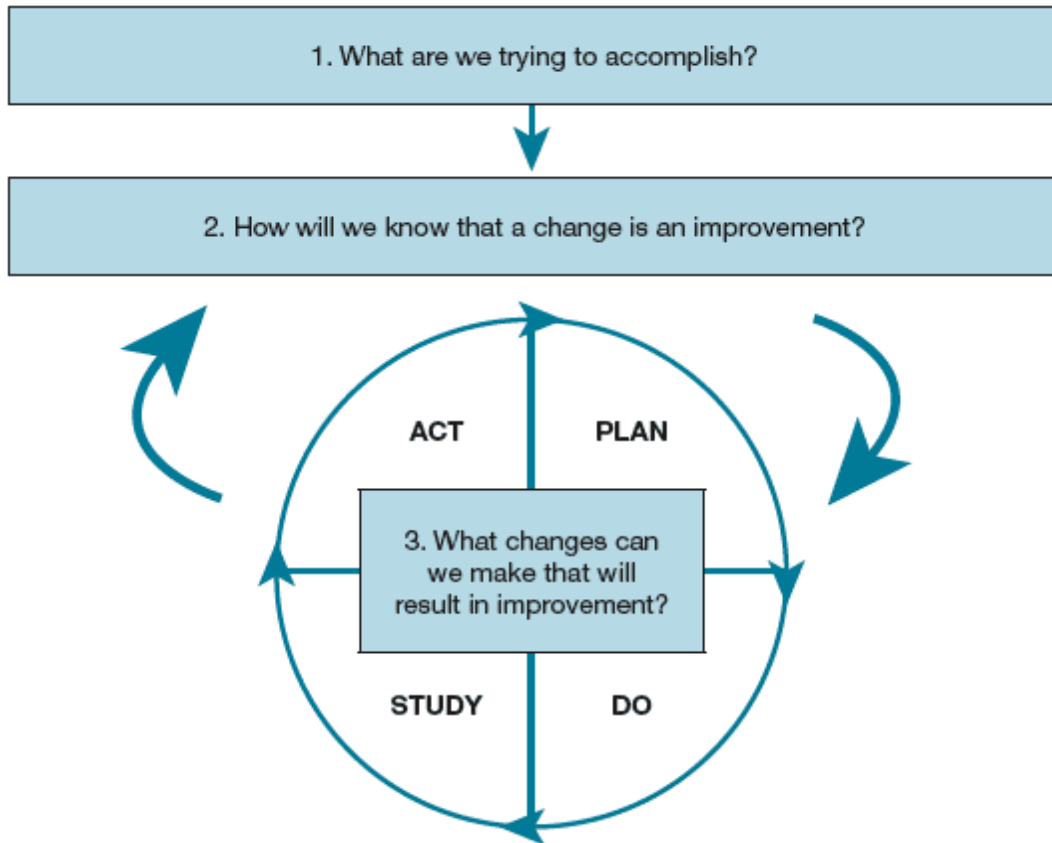 1. What are we trying to accomplish?
2. How will we know that a change is an improvement?
ACT
PLAN
3. What changes can
we make that will
result in improvement?
STUDY
DO